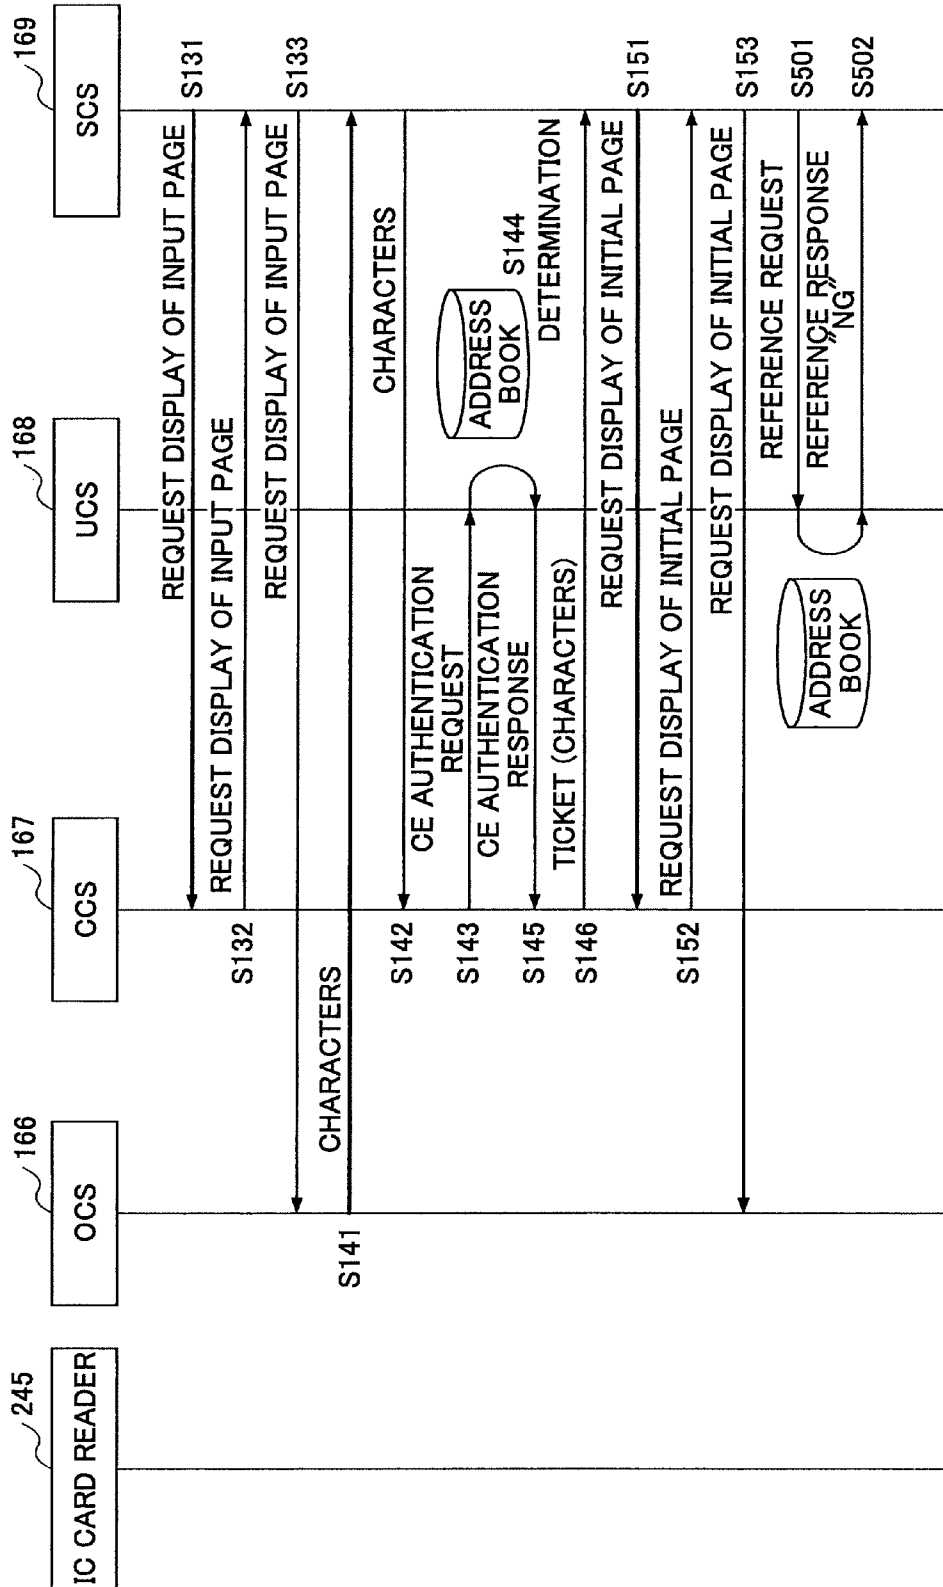 IC CARD READER
245
OCS
166
CCS
167
UCS
168
SCS
169
REQUEST DISPLAY OF INPUT PAGE
S131
S132
REQUEST DISPLAY OF INPUT PAGE
REQUEST DISPLAY OF INPUT PAGE
S133
S141
CHARACTERS
CHARACTERS
S142
CE AUTHENTICATION
REQUEST
S143
ADDRESS
BOOK
S144
DETERMINATION
CE AUTHENTICATION
RESPONSE
S145
TICKET (CHARACTERS)
S146
REQUEST DISPLAY OF INITIAL PAGE
S151
REQUEST DISPLAY OF INITIAL PAGE
S152
REQUEST DISPLAY OF INITIAL PAGE
S153
REFERENCE REQUEST
S501
ADDRESS
BOOK
REFERENCE RESPONSE
"NG"
S502